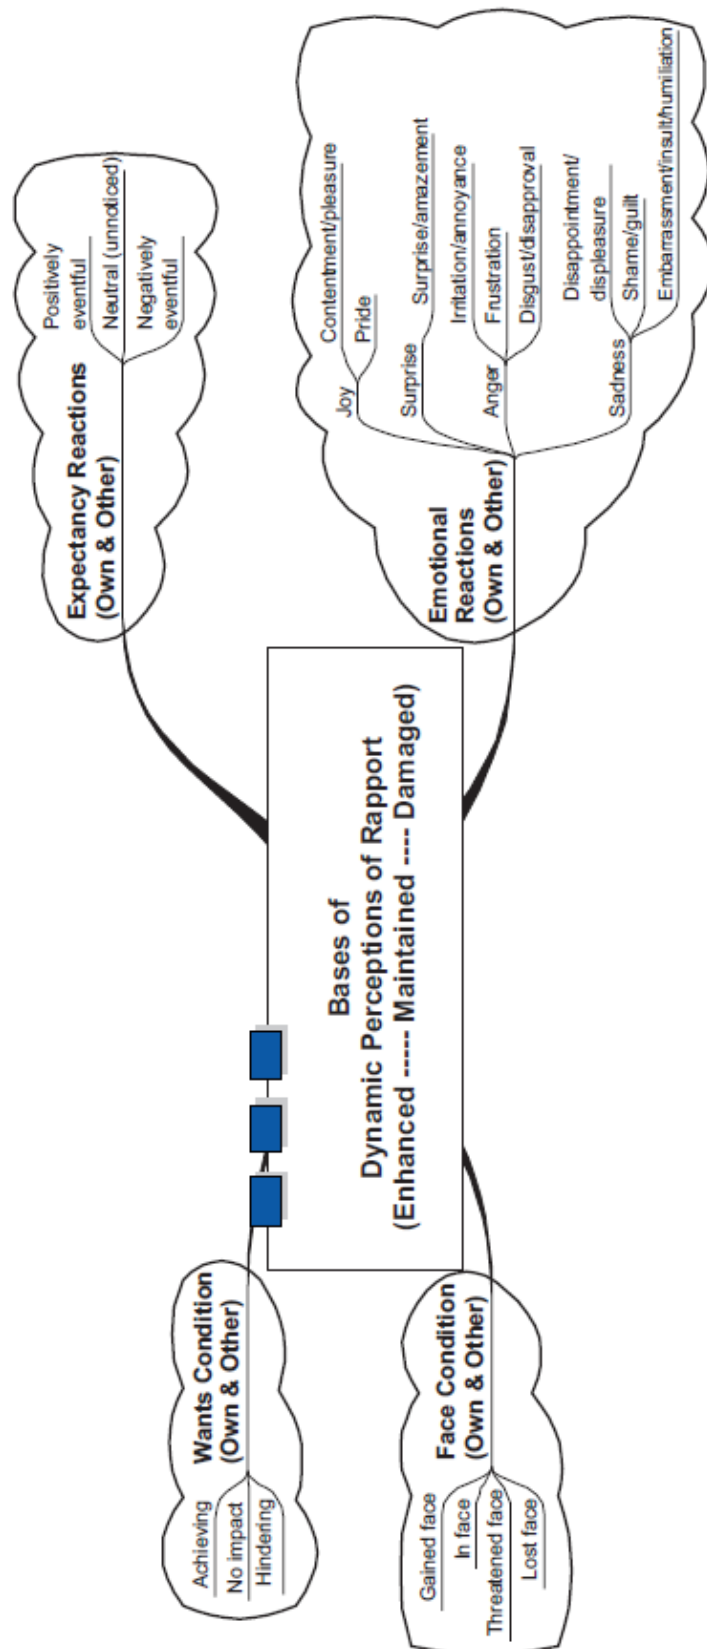 Bases of
Dynamic Perceptions of Rapport
(Enhanced ----- Maintained ---- Damaged)
Wants Condition
(Own & Other)
Achieving
No impact
Hindering
Face Condition
(Own & Other)
Gained face
In face
Threatened face
Lost face
Expectancy Reactions
(Own & Other)
Positively
eventful
Neutral (unnoticed)
Negatively
eventful
Emotional
Reactions
(Own & Other)
Joy
Contentment/pleasure
Pride
Surprise
Surprise/amazement
Anger
Irritation/annoyance
Frustration
Disgust/disapproval
Sadness
Disappointment/
displeasure
Shame/guilt
Embarrassment/insult/humiliation